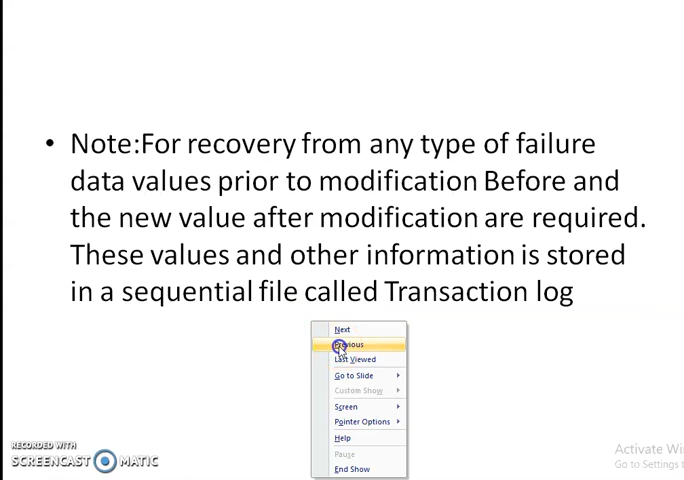 • Note:For recovery from any type of failure
data values prior to modification Before and
the new value after modification are required.
These values and other information is stored
in a sequential file called Transaction log
Next
Previous
Last Viewed
Go to Slide
Custom Show
Screen
Pointer Options
Help
Pause
End Show
RECORDED WITH
SCREENCAST MATIC
Activate Wi
Go to Settings t